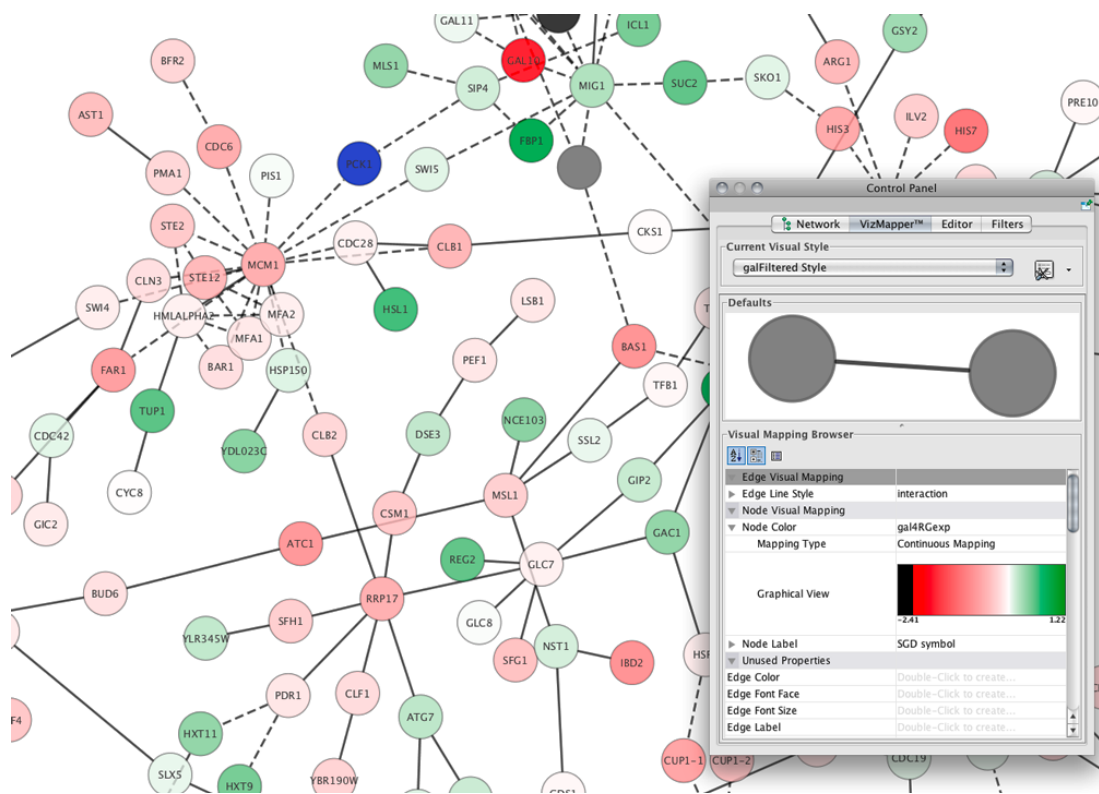 GAL11
ICL1
GSY2
BFR2
GAL10
ARG1
MLS1
SIP4
MIG1
SUC2
SKO1
PRE10
AST1
CDC6
FBP1
HIS3
ILV2
HIS7
PMA1
PIS1
PCK1
SWI5
STE2
CDC28
CLB1
CKS1
MCM1
CLN3
STE12
SWI4
HMLALPHA2
MFA2
HSL1
LSB1
MFA1
BAR1
FAR1
HSP150
PEF1
BAS1
TFB1
TUP1
CDC42
YDL023C
CLB2
DSE3
NCE103
SSL2
CYC8
GIC2
CSM1
MSL1
GIP2
ATC1
GAC1
REG2
GLC7
BUD6
RRP17
SFH1
YLR345W
GLC8
NST1
SFG1
IBD2
PDR1
CLF1
ATG7
HXT11
SLX5
HXT9
YBR190W
CUP1-1
CUP1-2
CDC19
Control Panel
Network VizMapper™ Editor Filters
Current Visual Style
galFiltered Style
Defaults
Visual Mapping Browser
Edge Visual Mapping
Edge Line Style interaction
Node Visual Mapping
Node Color gal4RGexp
Mapping Type Continuous Mapping
Graphical View
-2.41 1.22
Node Label SGD symbol
Unused Properties
Edge Color Double-Click to create...
Edge Font Face Double-Click to create...
Edge Font Size Double-Click to create...
Edge Label Double-Click to create...